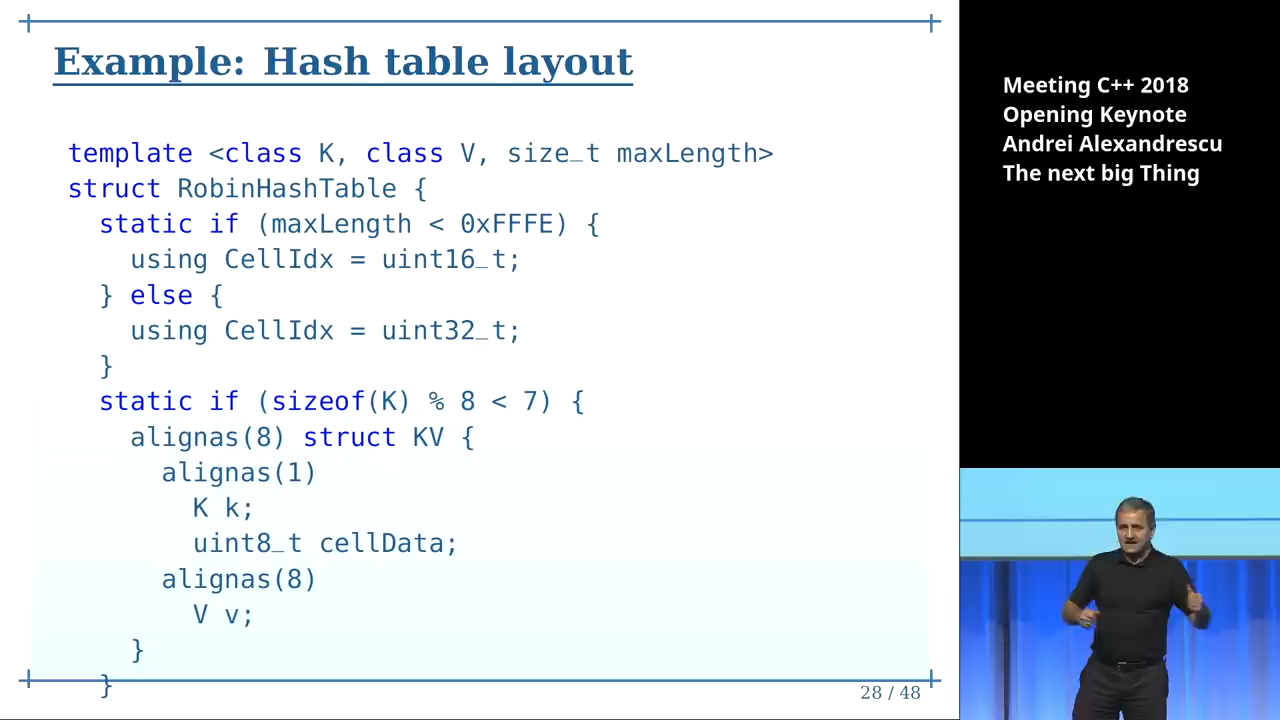 Example: Hash table layout
template <class K, class V, size_t maxLength>
struct RobinHashTable {
  static if (maxLength < 0xFFFE) {
    using CellIdx = uint16_t;
  } else {
    using CellIdx = uint32_t;
  }
  static if (sizeof(K) % 8 < 7) {
    alignas(8) struct KV {
      alignas(1)
        K k;
        uint8_t cellData;
      alignas(8)
        V v;
    }
  }
28 / 48
Meeting C++ 2018
Opening Keynote
Andrei Alexandrescu
The next big Thing